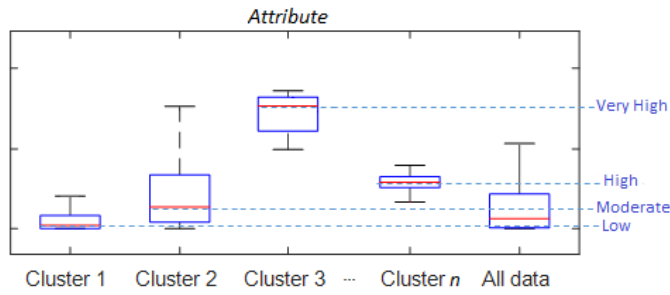 Attribute
Very High
High
Moderate
Low
Cluster 1 Cluster 2 Cluster 3 ... Cluster n All data